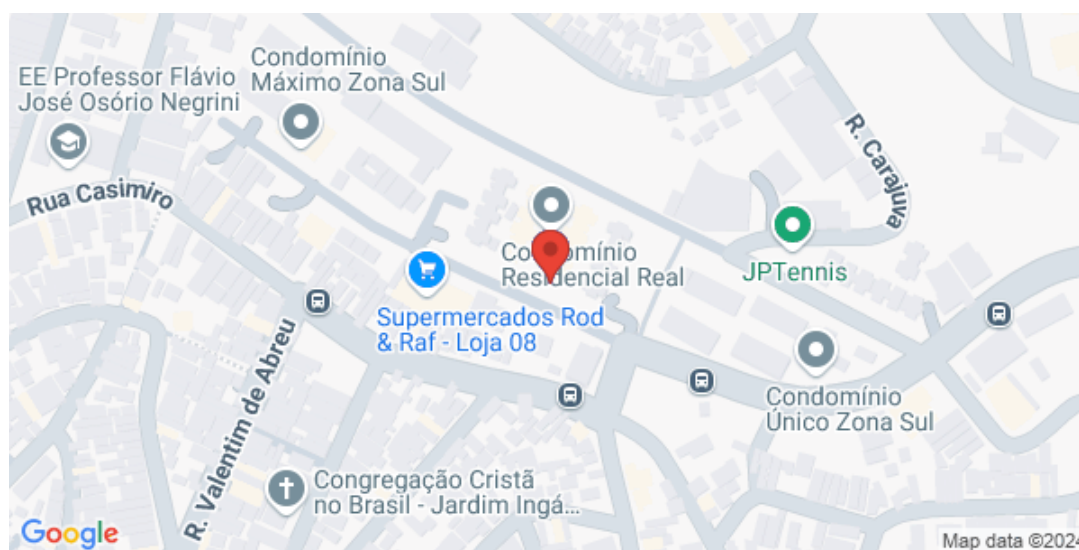 Condomínio
Máximo Zona Sul
EE Professor Flávio
José Osório Negrini
R. Carajuva
Rua Casimiro
Condomínio
Residencial Real
JPTennis
Supermercados Rod
& Raf - Loja 08
R. Valentim de Abreu
Condomínio
Único Zona Sul
Congregação Cristã
no Brasil - Jardim Ingá...
Google
Map data ©2024